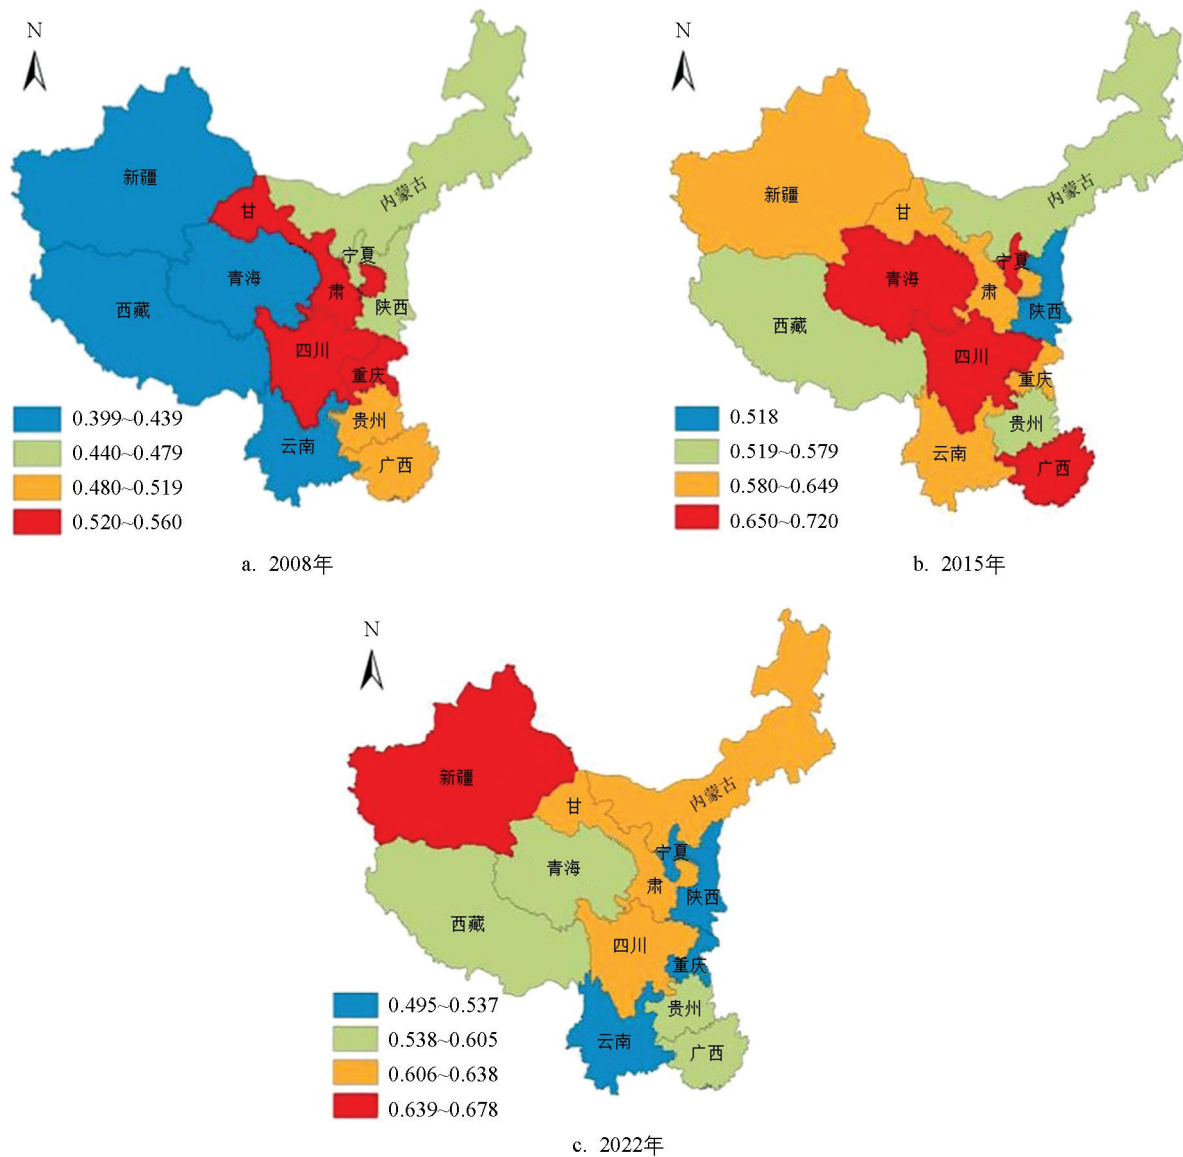 N
新疆
甘
内蒙古
宁夏
青海
肃
西藏
陕西
四川
重庆
贵州
云南
广西
0.399~0.439
0.440~0.479
0.480~0.519
0.520~0.560
a. 2008年
N
新疆
甘
内蒙古
宁夏
青海
肃
西藏
陕西
四川
重庆
贵州
云南
广西
0.518
0.519~0.579
0.580~0.649
0.650~0.720
b. 2015年
N
新疆
甘
内蒙古
宁夏
青海
肃
西藏
陕西
四川
重庆
贵州
云南
广西
0.495~0.537
0.538~0.605
0.606~0.638
0.639~0.678
c. 2022年